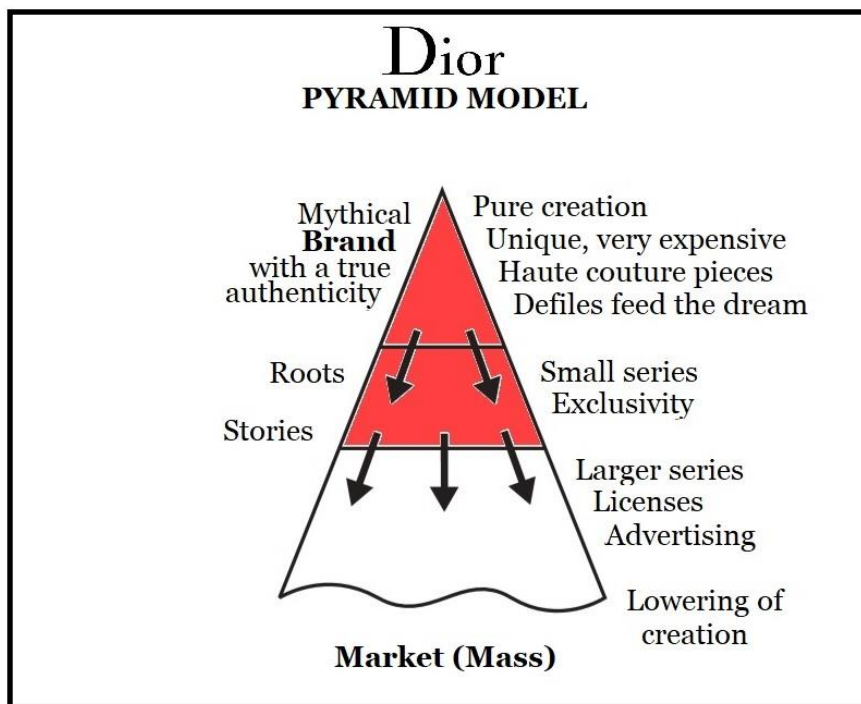 Dior
PYRAMID MODEL
Mythical
Brand
with a true
authenticity
Pure creation
Unique, very expensive
Haute couture pieces
Defiles feed the dream
Roots
Stories
Small series
Exclusivity
Larger series
Licenses
Advertising
Lowering of
creation
Market (Mass)